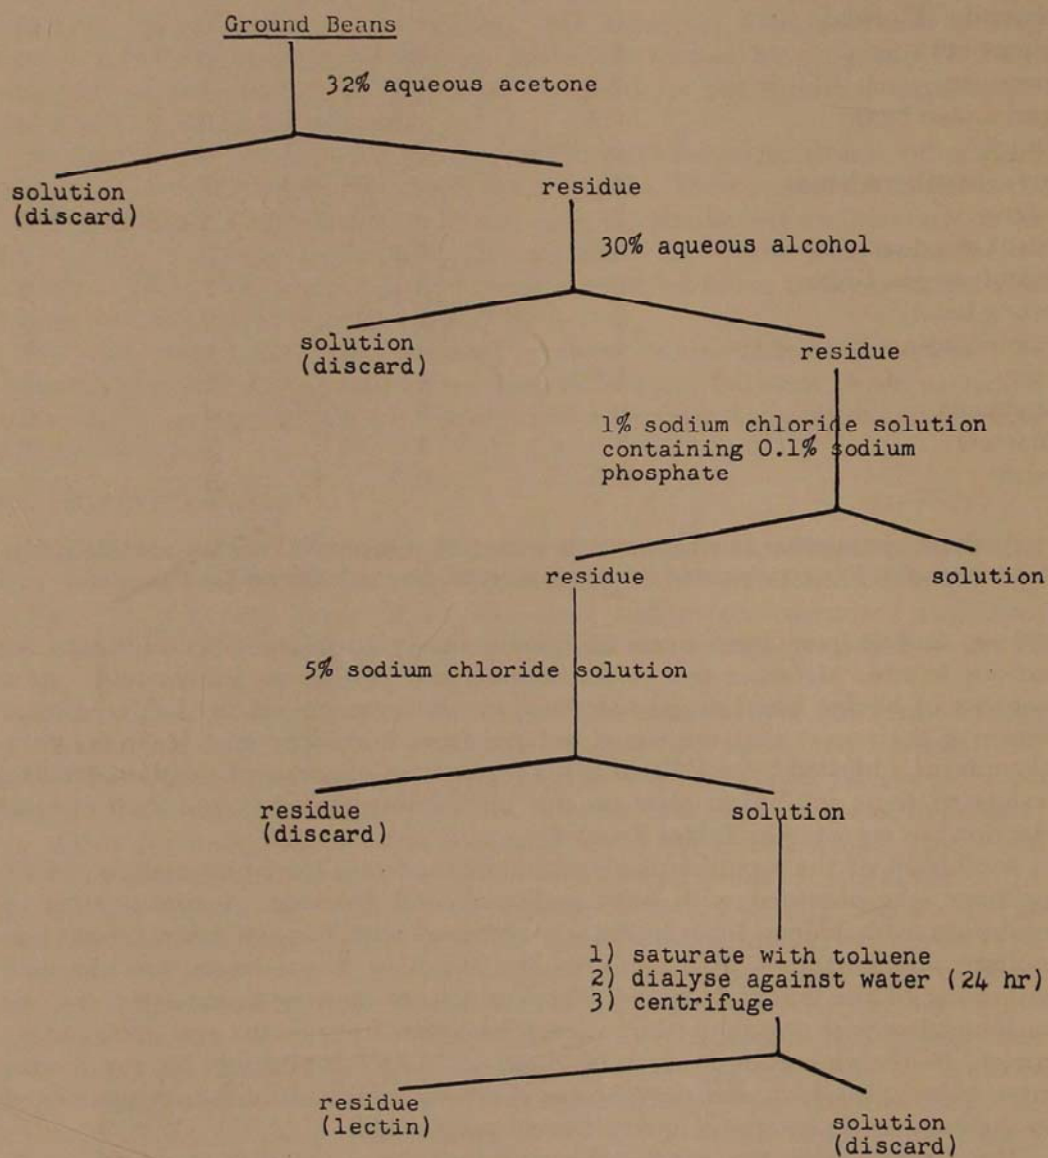 Ground Beans
32% aqueous acetone
solution
(discard)
residue
30% aqueous alcohol
solution
(discard)
residue
1% sodium chloride solution
containing 0.1% sodium
phosphate
residue
solution
5% sodium chloride solution
residue
(discard)
solution
1) saturate with toluene
2) dialyse against water (24 hr)
3) centrifuge
residue
(lectin)
solution
(discard)